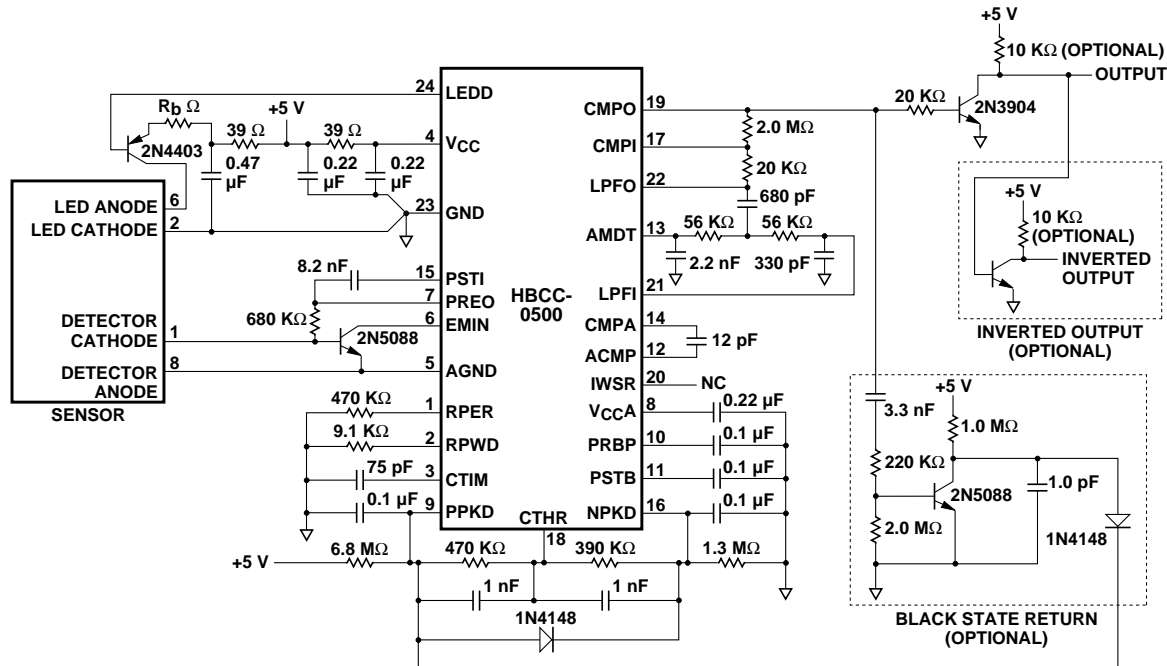 +5 V
10 KΩ (OPTIONAL)
OUTPUT
20 KΩ
2N3904
24
LEDD
Rb Ω
+5 V
2N4403
39 Ω
39 Ω
4
VCC
0.47
µF
0.22
µF
0.22
µF
6
LED ANODE
2
LED CATHODE
23
GND
8.2 nF
15
PSTI
7
PREO
680 KΩ
6
EMIN
2N5088
DETECTOR
CATHODE
1
8
DETECTOR
ANODE
SENSOR
5
AGND
470 KΩ
1
RPER
9.1 KΩ
2
RPWD
75 pF
3
CTIM
0.1 µF
9
PPKD
HBCC-
0500
CTHR
18
CMPO
19
2.0 MΩ
CMPI
17
20 KΩ
LPFO
22
680 pF
AMDT
13
56 KΩ
56 KΩ
2.2 nF
330 pF
21
LPFI
CMPA
14
12 pF
ACMP
12
IWSR
20
NC
VCCA
8
0.22 µF
PRBP
10
0.1 µF
PSTB
11
0.1 µF
NPKD
16
0.1 µF
+5 V
6.8 MΩ
470 KΩ
390 KΩ
1.3 MΩ
1 nF
1 nF
1N4148
+5 V
10 KΩ
(OPTIONAL)
INVERTED
OUTPUT
INVERTED OUTPUT
(OPTIONAL)
+5 V
3.3 nF
1.0 MΩ
220 KΩ
2N5088
1.0 pF
2.0 MΩ
1N4148
BLACK STATE RETURN
(OPTIONAL)